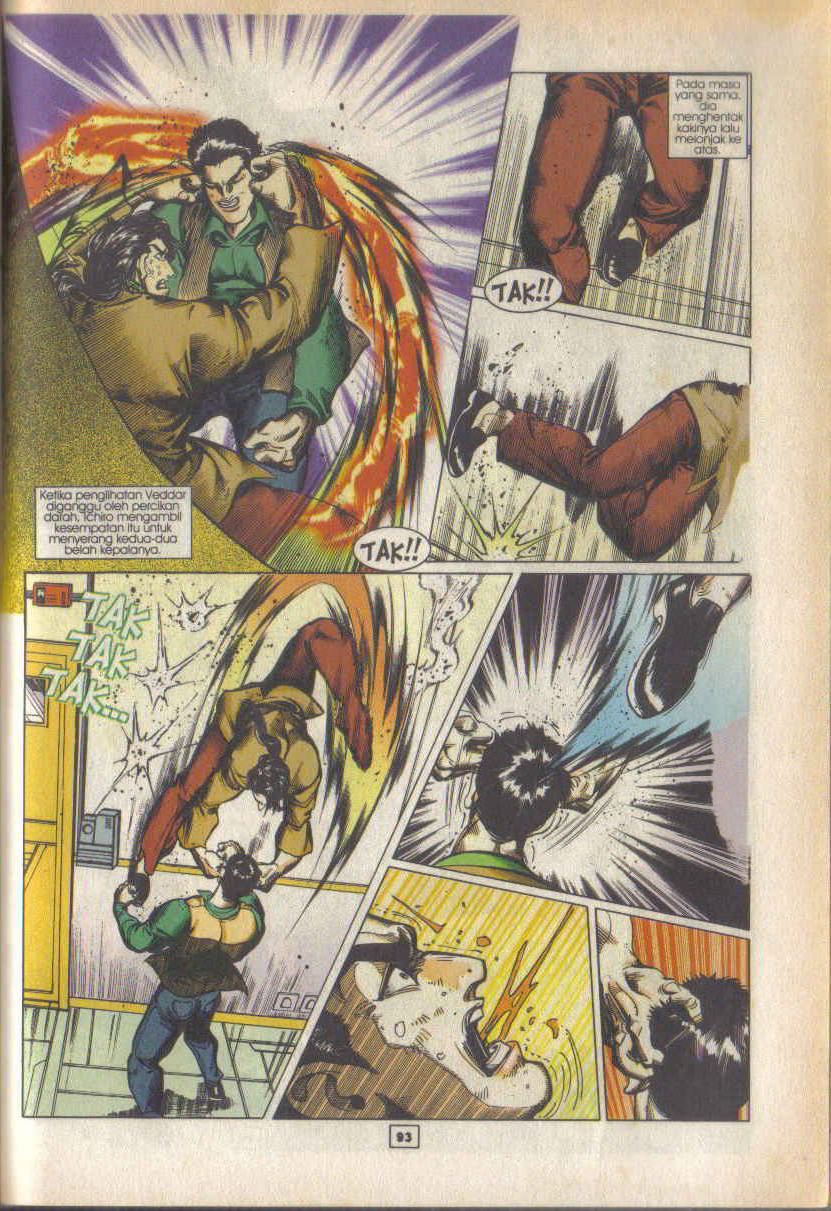 Pada masa
yang sama,
dia
menghentak
kakinya lalu
melonjak ke
atas.
TAK!!
Ketika penglihatan Veddar
diganggu oleh percikan
darah, Ichiro mengambil
kesempatan itu untuk
menyerang kedua-dua
belah kepalanya.
TAK!!
TAK
TAK
TAK...
93